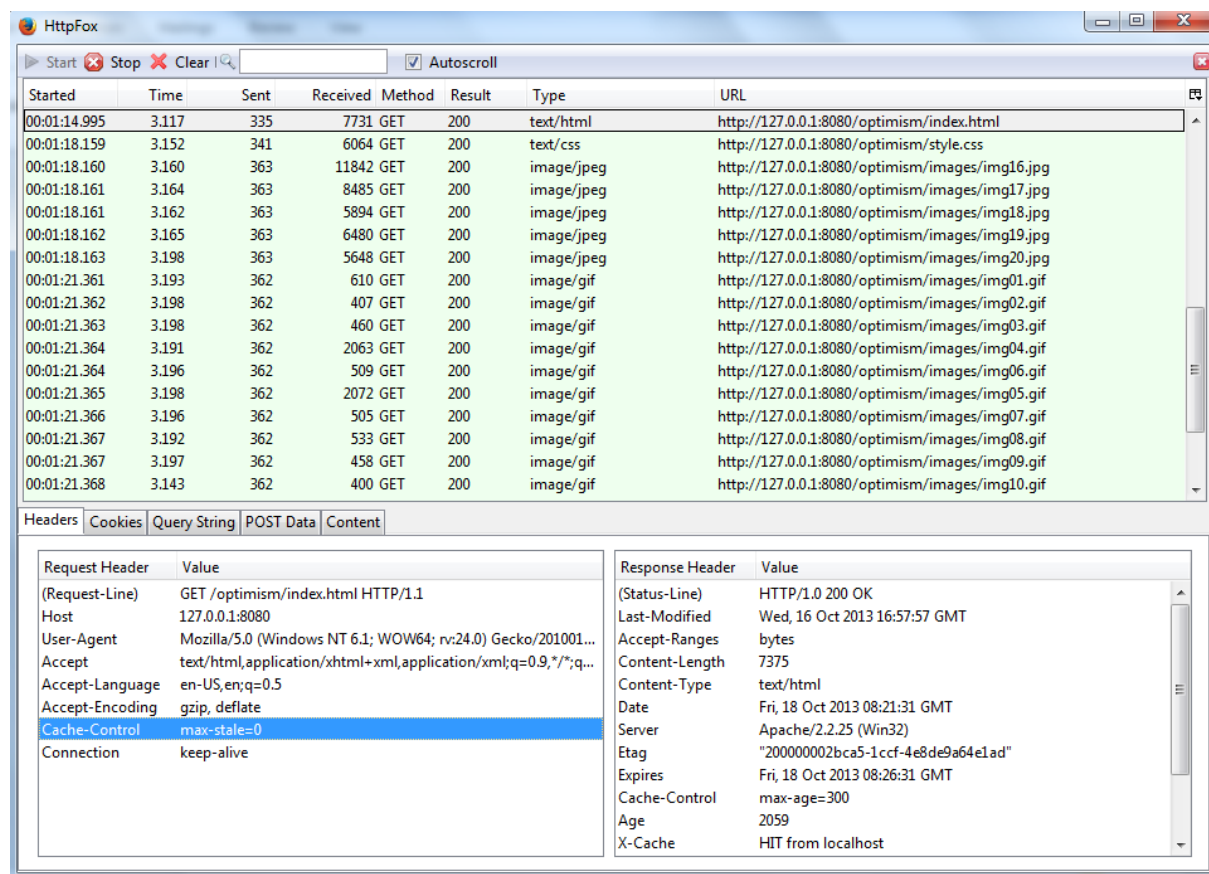 HttpFox
Start Stop Clear Autoscroll
Started Time Sent Received Method Result Type URL
00:01:14.995 3.117 335 7731 GET 200 text/html http://127.0.0.1:8080/optimism/index.html
00:01:18.159 3.152 341 6064 GET 200 text/css http://127.0.0.1:8080/optimism/style.css
00:01:18.160 3.160 363 11842 GET 200 image/jpeg http://127.0.0.1:8080/optimism/images/img16.jpg
00:01:18.161 3.164 363 8485 GET 200 image/jpeg http://127.0.0.1:8080/optimism/images/img17.jpg
00:01:18.161 3.162 363 5894 GET 200 image/jpeg http://127.0.0.1:8080/optimism/images/img18.jpg
00:01:18.162 3.165 363 6480 GET 200 image/jpeg http://127.0.0.1:8080/optimism/images/img19.jpg
00:01:18.163 3.198 363 5648 GET 200 image/jpeg http://127.0.0.1:8080/optimism/images/img20.jpg
00:01:21.361 3.193 362 610 GET 200 image/gif http://127.0.0.1:8080/optimism/images/img01.gif
00:01:21.362 3.198 362 407 GET 200 image/gif http://127.0.0.1:8080/optimism/images/img02.gif
00:01:21.363 3.198 362 460 GET 200 image/gif http://127.0.0.1:8080/optimism/images/img03.gif
00:01:21.364 3.191 362 2063 GET 200 image/gif http://127.0.0.1:8080/optimism/images/img04.gif
00:01:21.364 3.196 362 509 GET 200 image/gif http://127.0.0.1:8080/optimism/images/img06.gif
00:01:21.365 3.198 362 2072 GET 200 image/gif http://127.0.0.1:8080/optimism/images/img05.gif
00:01:21.366 3.196 362 505 GET 200 image/gif http://127.0.0.1:8080/optimism/images/img07.gif
00:01:21.367 3.192 362 533 GET 200 image/gif http://127.0.0.1:8080/optimism/images/img08.gif
00:01:21.367 3.197 362 458 GET 200 image/gif http://127.0.0.1:8080/optimism/images/img09.gif
00:01:21.368 3.143 362 400 GET 200 image/gif http://127.0.0.1:8080/optimism/images/img10.gif
Headers Cookies Query String POST Data Content
Request Header Value
(Request-Line) GET /optimism/index.html HTTP/1.1
Host 127.0.0.1:8080
User-Agent Mozilla/5.0 (Windows NT 6.1; WOW64; rv:24.0) Gecko/201001...
Accept text/html,application/xhtml+xml,application/xml;q=0.9,*/*;q...
Accept-Language en-US,en;q=0.5
Accept-Encoding gzip, deflate
Cache-Control max-stale=0
Connection keep-alive
Response Header Value
(Status-Line) HTTP/1.0 200 OK
Last-Modified Wed, 16 Oct 2013 16:57:57 GMT
Accept-Ranges bytes
Content-Length 7375
Content-Type text/html
Date Fri, 18 Oct 2013 08:21:31 GMT
Server Apache/2.2.25 (Win32)
Etag "200000002bca5-1ccf-4e8de9a64e1ad"
Expires Fri, 18 Oct 2013 08:26:31 GMT
Cache-Control max-age=300
Age 2059
X-Cache HIT from localhost